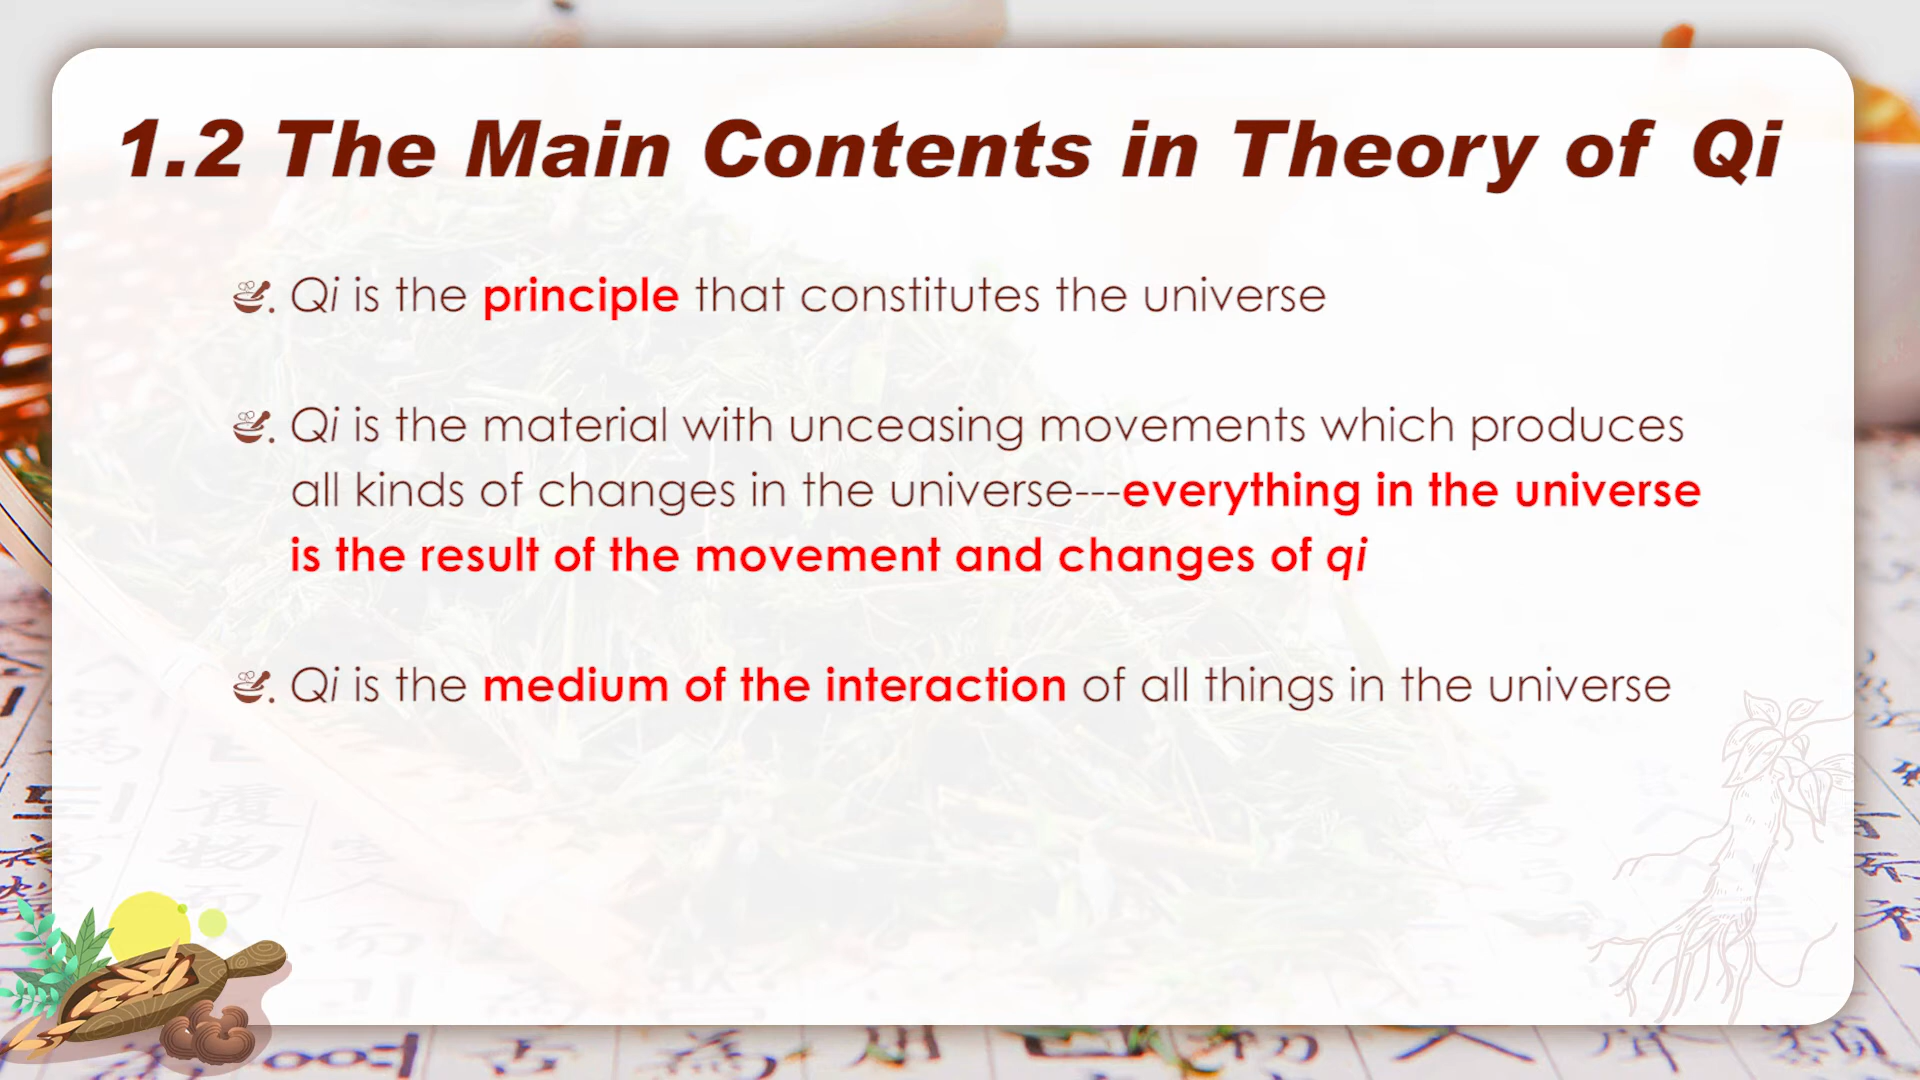 1.2 The Main Contents in Theory of Qi
Qi is the principle that constitutes the universe
Qi is the material with unceasing movements which produces
all kinds of changes in the universe---everything in the universe
is the result of the movement and changes of qi
Qi is the medium of the interaction of all things in the universe